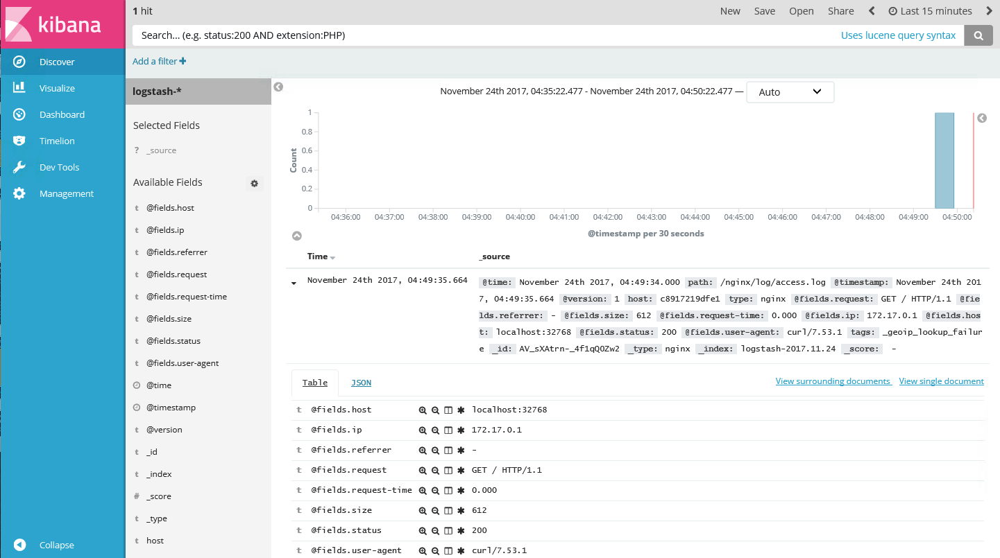 kibana
Discover
Visualize
Dashboard
Timelion
Dev Tools
Management
Collapse
1 hit
New Save Open Share Last 15 minutes
Search... (e.g. status:200 AND extension:PHP) Uses lucene query syntax
Add a filter
logstash-*
Selected Fields
? _source
Available Fields
t @fields.host
t @fields.ip
t @fields.referrer
t @fields.request
t @fields.request-time
t @fields.size
t @fields.status
t @fields.user-agent
@time
@timestamp
t @version
t _id
t _index
# _score
t _type
t host
November 24th 2017, 04:35:22.477 - November 24th 2017, 04:50:22.477 — Auto
Count
1
0.8
0.6
0.4
0.2
0
04:36:00 04:37:00 04:38:00 04:39:00 04:40:00 04:41:00 04:42:00 04:43:00 04:44:00 04:45:00 04:46:00 04:47:00 04:48:00 04:49:00 04:50:00
@timestamp per 30 seconds
Time _source
November 24th 2017, 04:49:35.664
@time: November 24th 2017, 04:49:34.000 path: /nginx/log/access.log @timestamp: November 24th 201
7, 04:49:35.664 @version: 1 host: c8917219dfe1 type: nginx @fields.request: GET / HTTP/1.1 @fie
lds.referrer: - @fields.size: 612 @fields.request-time: 0.000 @fields.ip: 172.17.0.1 @fields.hos
t: localhost:32768 @fields.status: 200 @fields.user-agent: curl/7.53.1 tags: _geoip_lookup_failur
e _id: AV_sXAtrn-_4f1qQ0Zw2 _type: nginx _index: logstash-2017.11.24 _score: -
Table JSON View surrounding documents View single document
t @fields.host localhost:32768
t @fields.ip 172.17.0.1
t @fields.referrer -
t @fields.request GET / HTTP/1.1
t @fields.request-time 0.000
t @fields.size 612
t @fields.status 200
t @fields.user-agent curl/7.53.1